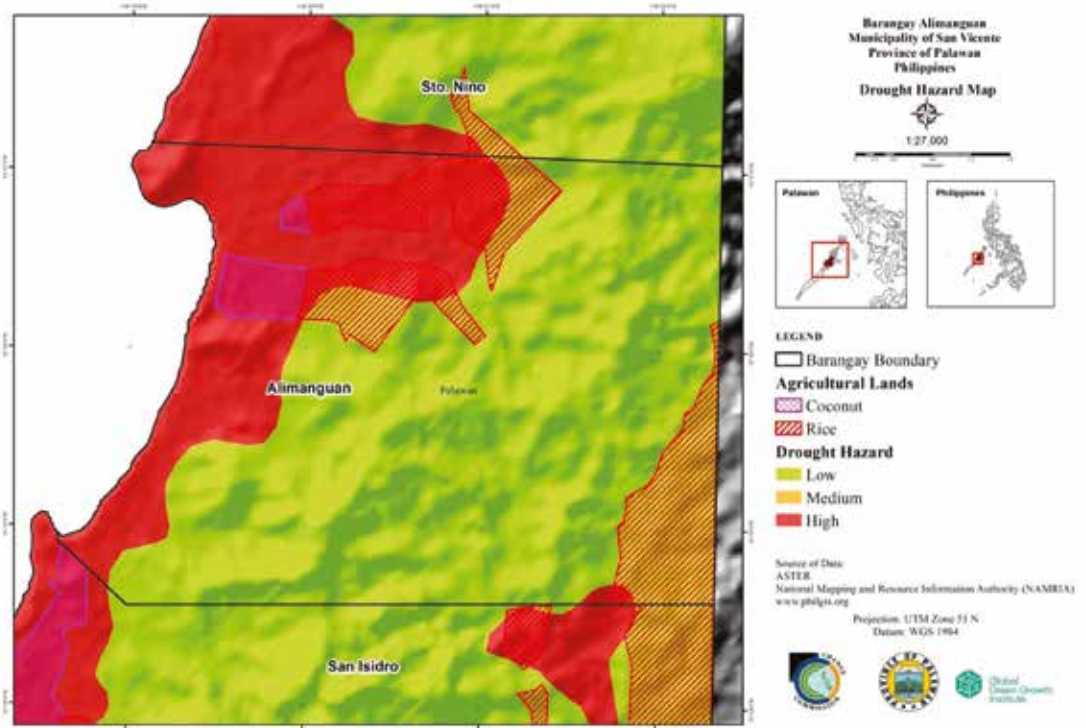 Sto. Nino
Alimanguan
Palawan
San Isidro
Barangay Alimanguan
Municipality of San Vicente
Province of Palawan
Philippines
Drought Hazard Map
1:27,000
Palawan
Philippines
LEGEND
Barangay Boundary
Agricultural Lands
Coconut
Rice
Drought Hazard
Low
Medium
High
Source of Data:
ASTER
National Mapping and Resource Information Authority (NAMRIA)
www.philgis.org
Projection: UTM Zone 51 N
Datum: WGS 1984
Global
Green Growth
Institute